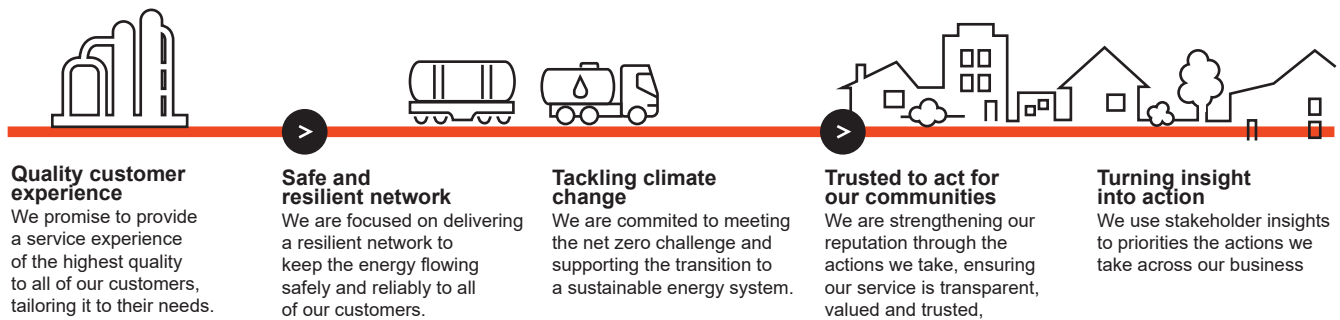 >
>
Quality customer
experience
We promise to provide
a service experience
of the highest quality
to all of our customers,
tailoring it to their needs.
Safe and
resilient network
We are focused on delivering
a resilient network to
keep the energy flowing
safely and reliably to all
of our customers.
Tackling climate
change
We are commited to meeting
the net zero challenge and
supporting the transition to
a sustainable energy system.
Trusted to act for
our communities
We are strengthening our
reputation through the
actions we take, ensuring
our service is transparent,
valued and trusted,
Turning insight
into action
We use stakeholder insights
to priorities the actions we
take across our business